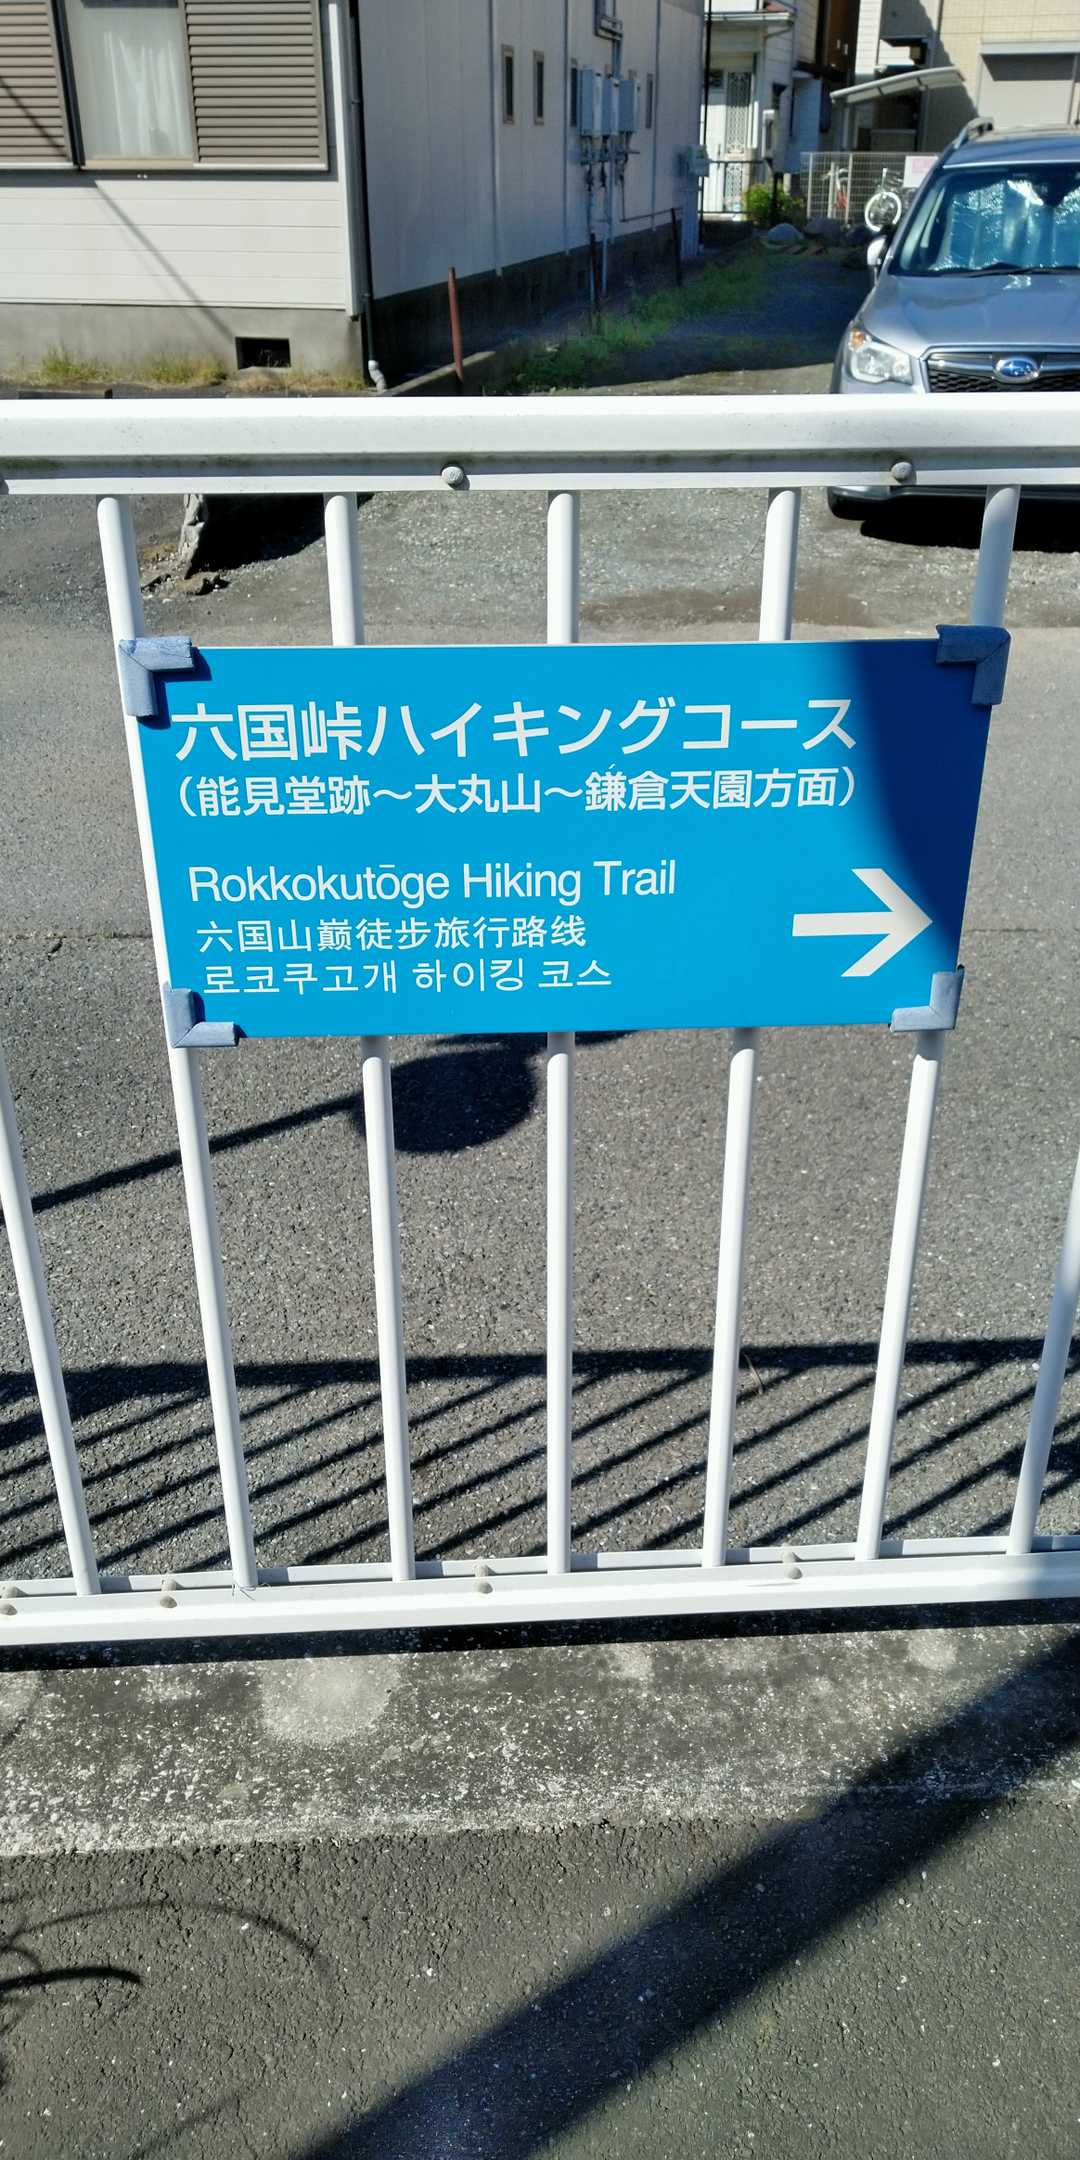 六国峠ハイキングコース
（能見堂跡～大丸山～鎌倉天園方面）
Rokkokutōge Hiking Trail
六国山巅徒步旅行路线
로코쿠고개 하이킹 코스